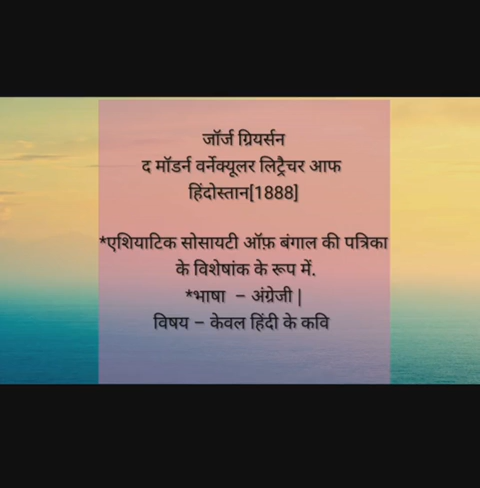 जॉर्ज ग्रियर्सन
द मॉडर्न वर्नेक्यूलर लिट्रैचर आफ
हिंदोस्तान[1888]
*एशियाटिक सोसायटी ऑफ़ बंगाल की पत्रिका
के विशेषांक के रूप में.
*भाषा – अंग्रेजी |
विषय – केवल हिंदी के कवि